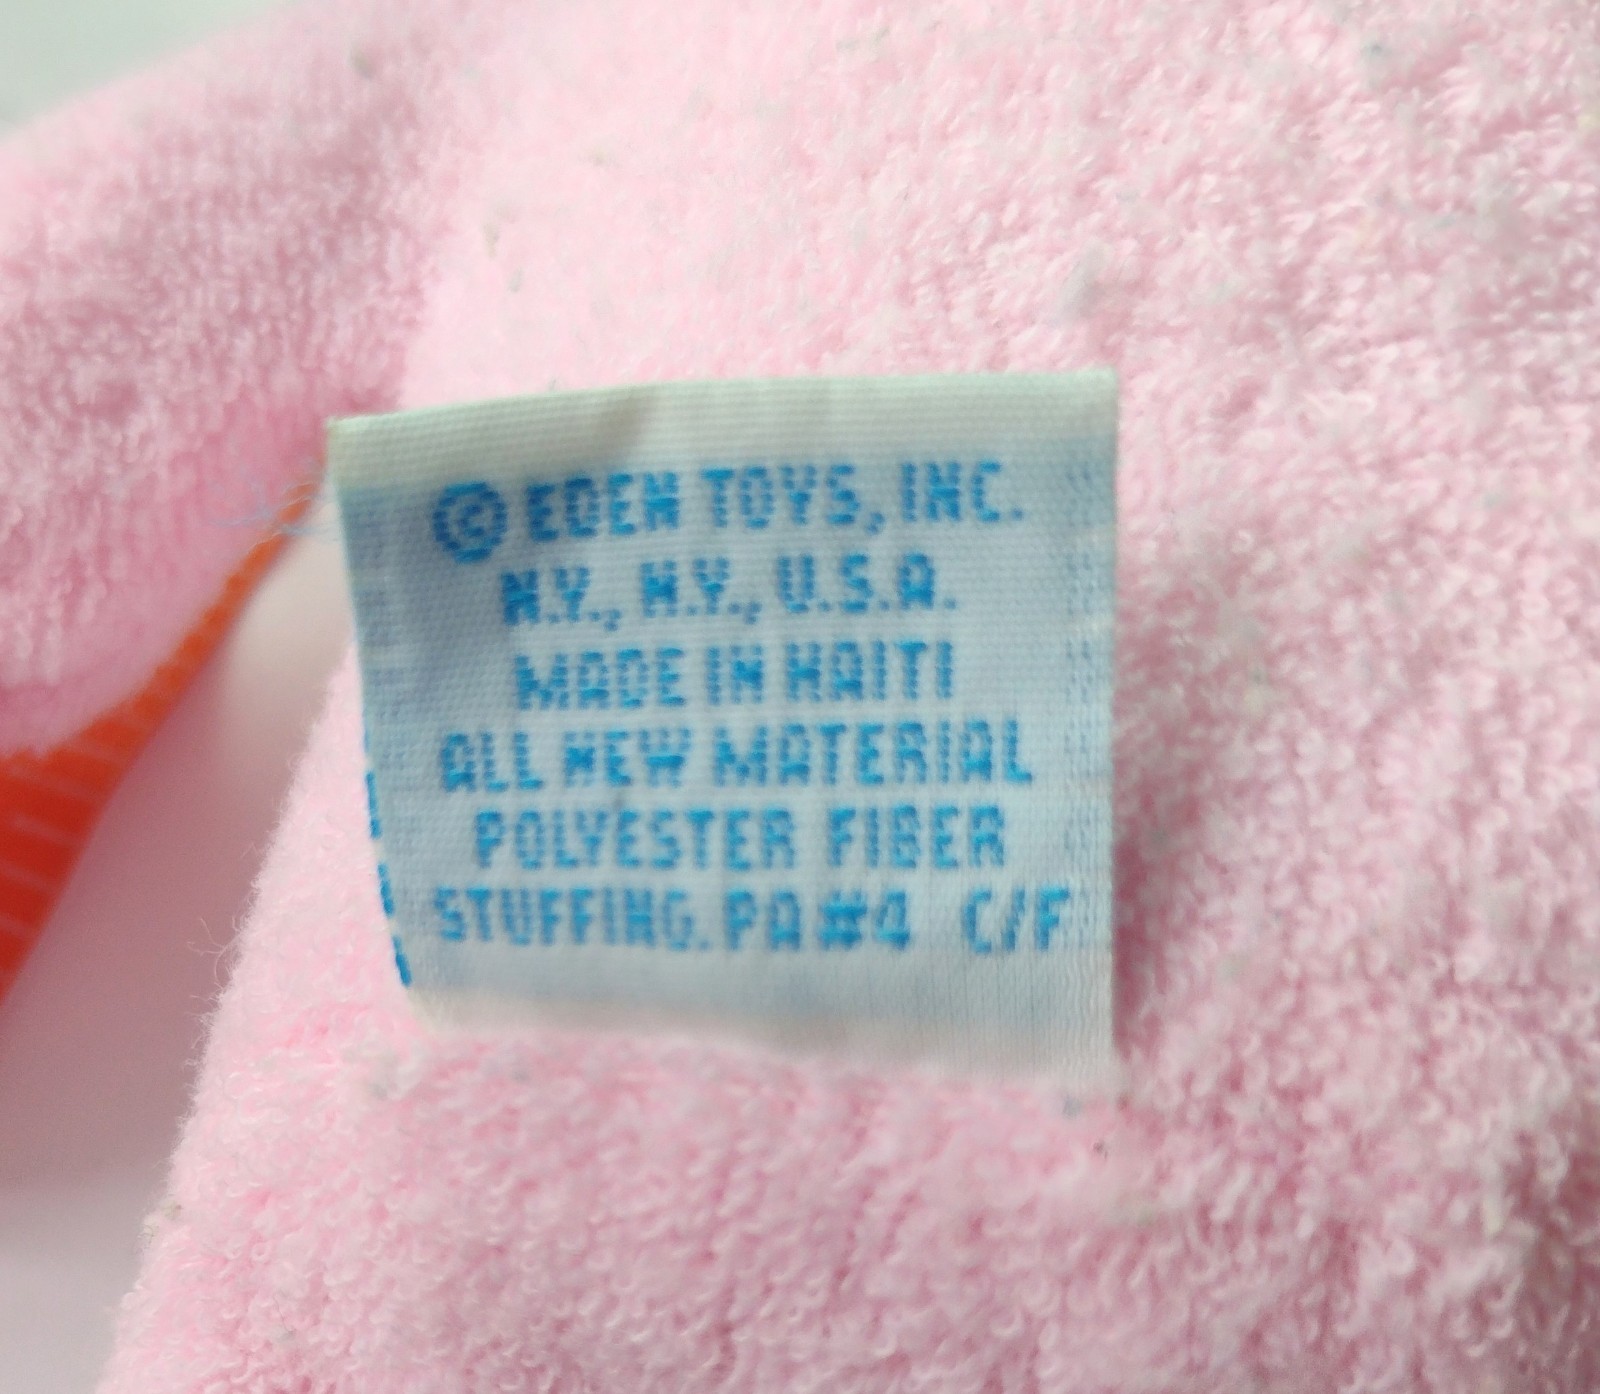 © EDEN TOYS, INC.
N.Y., N.Y., U.S.A.
MADE IN HAITI
ALL NEW MATERIAL
POLYESTER FIBER
STUFFING. PA#4 C/F